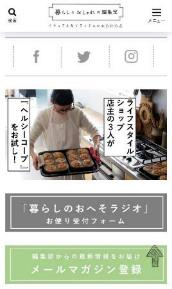 暮らしとおしゃれの編集室
検索
メニュー
ライフスタイル
ショップ
店主の3人が
「ヘルシーコープ」
をお試し！
「暮らしのおへそラジオ」
お便り受付フォーム
編集部からの最新情報をお届け
メールマガジン登録